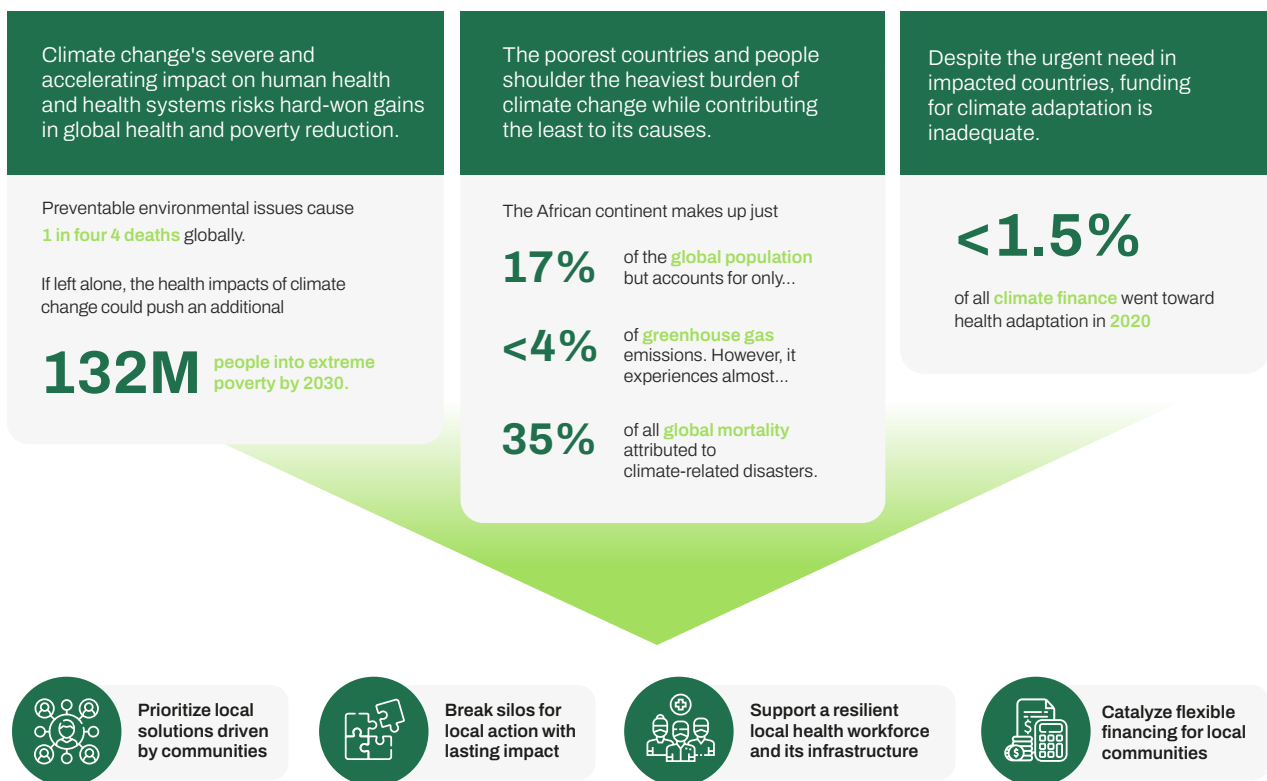 Climate change's severe and
accelerating impact on human health
and health systems risks hard-won gains
in global health and poverty reduction.
Preventable environmental issues cause
1 in four 4 deaths globally.
If left alone, the health impacts of climate
change could push an additional
132M people into extreme
poverty by 2030.
The poorest countries and people
shoulder the heaviest burden of
climate change while contributing
the least to its causes.
The African continent makes up just
17% of the global population
but accounts for only...
<4% of greenhouse gas
emissions. However, it
experiences almost...
35% of all global mortality
attributed to
climate-related disasters.
Despite the urgent need in
impacted countries, funding
for climate adaptation is
inadequate.
<1.5%
of all climate finance went toward
health adaptation in 2020
Prioritize local
solutions driven
by communities
Break silos for
local action with
lasting impact
Support a resilient
local health workforce
and its infrastructure
Catalyze flexible
financing for local
communities